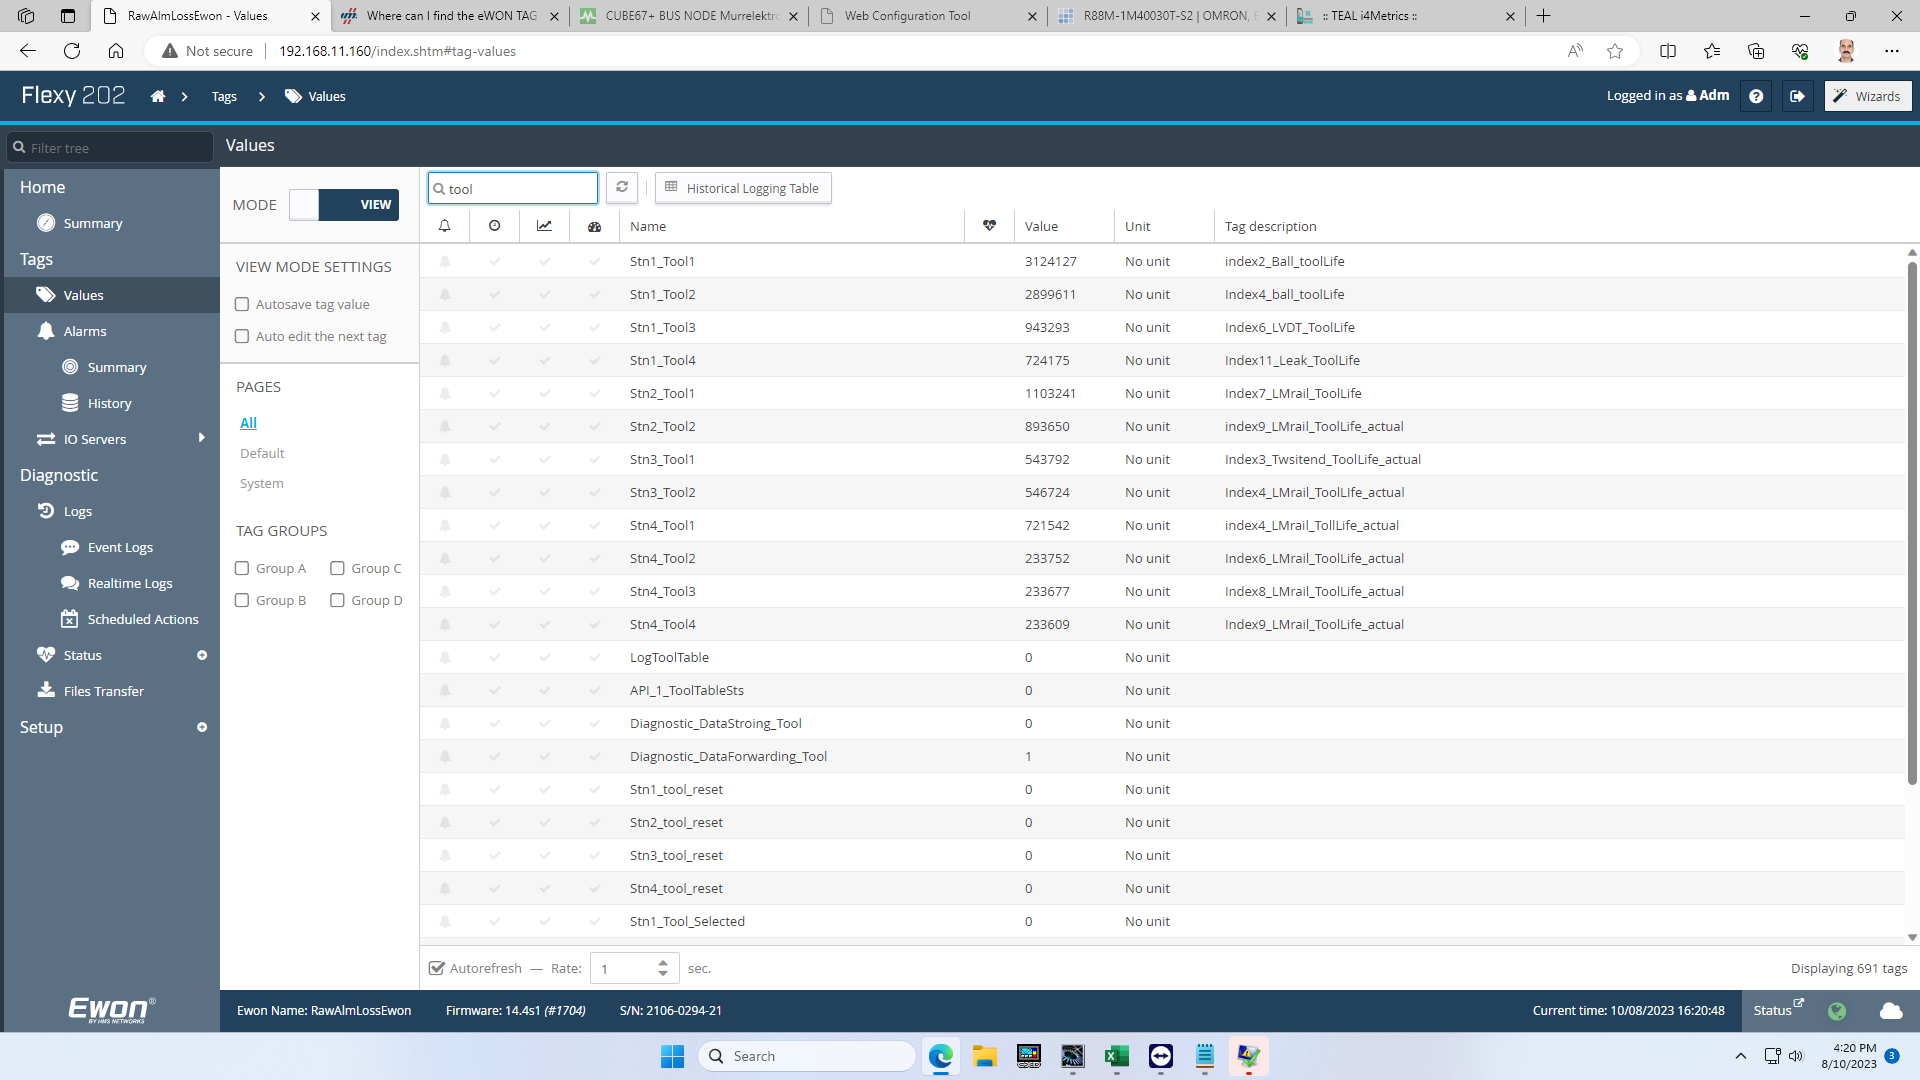 RawAlmLossEwon - Values
Where can I find the eWON TAG
CUBE67+ BUS NODE Murrelektro
Web Configuration Tool
R88M-1M40030T-S2 | OMRON, E
:: TEAL i4Metrics ::
Not secure
192.168.11.160/index.shtm#tag-values
Flexy 202
Tags
Values
Logged in as Adm
Wizards
Filter tree
Values
Home
Summary
Tags
Values
Alarms
Summary
History
IO Servers
Diagnostic
Logs
Event Logs
Realtime Logs
Scheduled Actions
Status
Files Transfer
Setup
Ewon®
BY HMS NETWORKS
MODE VIEW
VIEW MODE SETTINGS
Autosave tag value
Auto edit the next tag
PAGES
All
Default
System
TAG GROUPS
Group A Group C
Group B Group D
tool
Historical Logging Table
Name Value Unit Tag description
Stn1_Tool1 3124127 No unit index2_Ball_toolLife
Stn1_Tool2 2899611 No unit Index4_ball_toolLife
Stn1_Tool3 943293 No unit Index6_LVDT_ToolLife
Stn1_Tool4 724175 No unit Index11_Leak_ToolLife
Stn2_Tool1 1103241 No unit Index7_LMrail_ToolLife
Stn2_Tool2 893650 No unit index9_LMrail_ToolLife_actual
Stn3_Tool1 543792 No unit Index3_Twsitend_ToolLife_actual
Stn3_Tool2 546724 No unit Index4_LMrail_ToolLIfe_actual
Stn4_Tool1 721542 No unit index4_LMrail_TollLife_actual
Stn4_Tool2 233752 No unit Index6_LMrail_ToolLife_actual
Stn4_Tool3 233677 No unit Index8_LMrail_ToolLife_actual
Stn4_Tool4 233609 No unit Index9_LMrail_ToolLife_actual
LogToolTable 0 No unit
API_1_ToolTableSts 0 No unit
Diagnostic_DataStroing_Tool 0 No unit
Diagnostic_DataForwarding_Tool 1 No unit
Stn1_tool_reset 0 No unit
Stn2_tool_reset 0 No unit
Stn3_tool_reset 0 No unit
Stn4_tool_reset 0 No unit
Stn1_Tool_Selected 0 No unit
Autorefresh — Rate: 1 sec.
Displaying 691 tags
Ewon Name: RawAlmLossEwon Firmware: 14.4s1 (#1704) S/N: 2106-0294-21
Current time: 10/08/2023 16:20:48
Status
Search
4:20 PM
8/10/2023
3